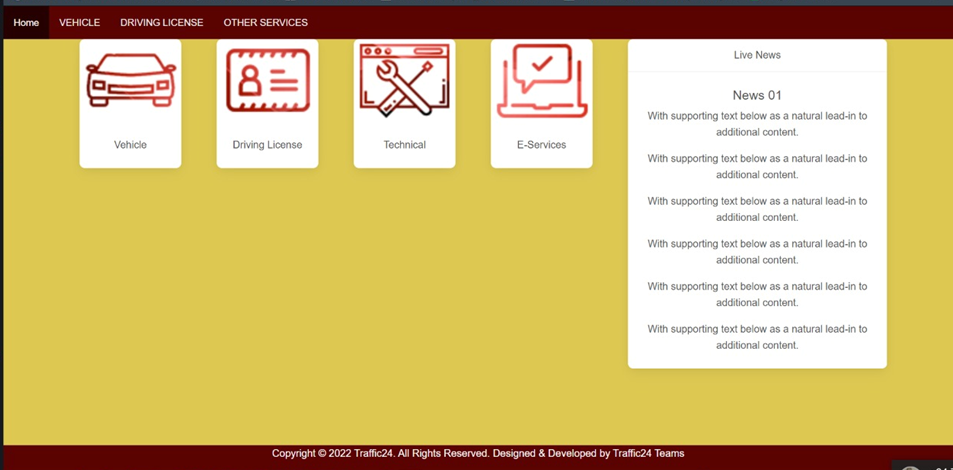 Home VEHICLE DRIVING LICENSE OTHER SERVICES
Vehicle
Driving License
Technical
E-Services
Live News
News 01
With supporting text below as a natural lead-in to
additional content.
With supporting text below as a natural lead-in to
additional content.
With supporting text below as a natural lead-in to
additional content.
With supporting text below as a natural lead-in to
additional content.
With supporting text below as a natural lead-in to
additional content.
With supporting text below as a natural lead-in to
additional content.
Copyright © 2022 Traffic24. All Rights Reserved. Designed & Developed by Traffic24 Teams